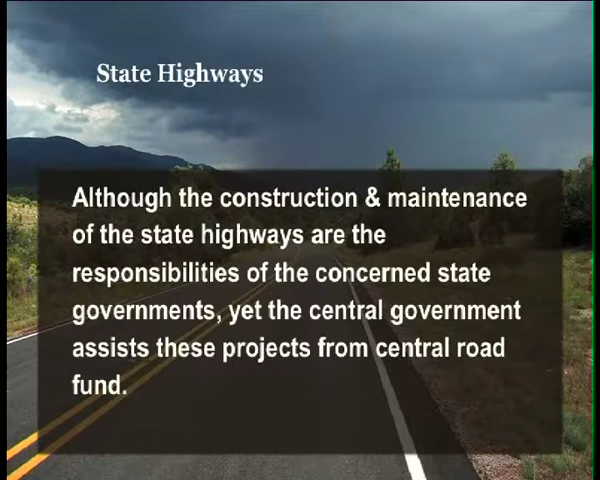 State Highways
Although the construction & maintenance
of the state highways are the
responsibilities of the concerned state
governments, yet the central government
assists these projects from central road
fund.